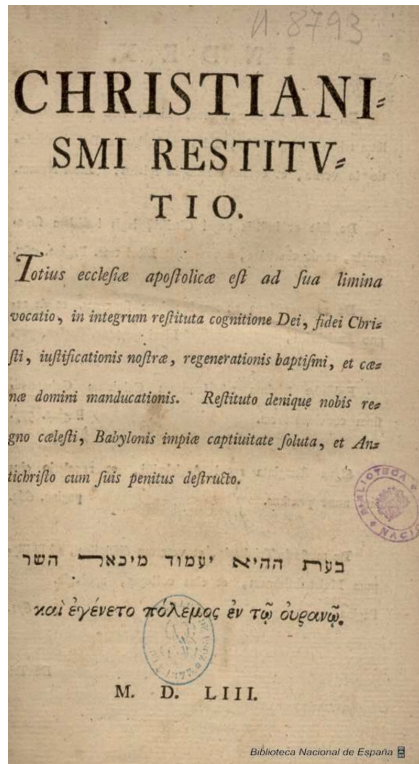 И.8793
CHRISTIANI=
SMI RESTITV=
TIO.
Totius ecclesiæ apostolicæ est ad sua limina
vocatio, in integrum restituta cognitione Dei, fidei Chri=
sti, iustificationis nostræ, regenerationis baptismi, et cœ=
næ domini manducationis. Restituto denique nobis re=
gno cælesti, Babylonis impiæ captiuitate soluta, et An=
tichristo cum suis penitus destructo.
בעת ההיא יעמוד מיכאל השר
καὶ ἐγένετο πόλεμος ἐν τῷ οὐρανῷ.
M. D. LIII.
Biblioteca Nacional de España